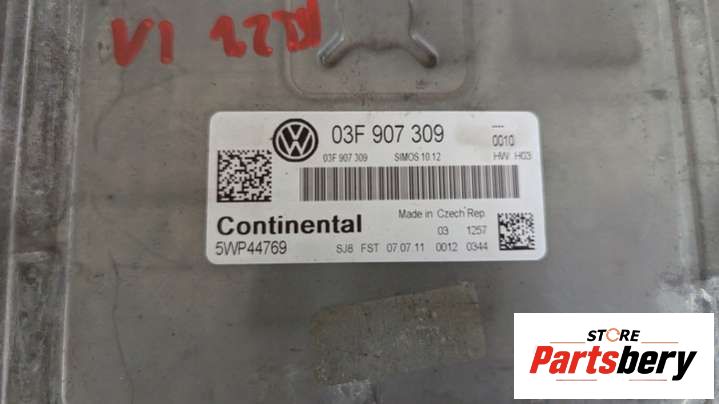 03F 907 309
----
0010
03F 907 309 SIMOS 10.12 HW H03
Continental
Made in Czech Rep.
03 1257
5WP44769 SJ8 FST 07.07.11 0012 0344
STORE
Partsbery